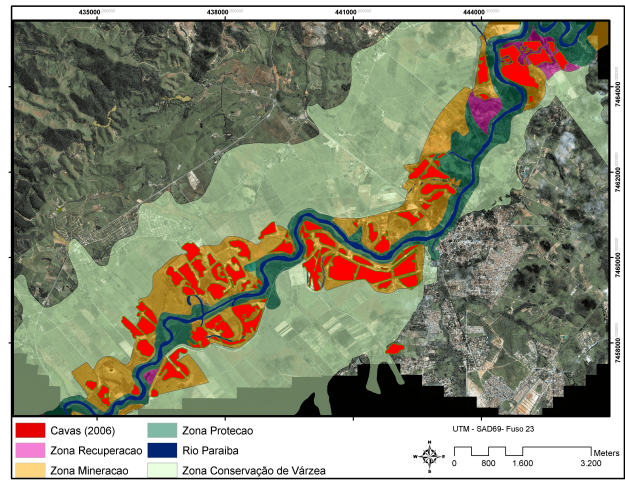 435000
438000
441000
444000
7464000
7462000
7460000
7458000
Cavas (2006)
Zona Recuperacao
Zona Mineracao
Zona Protecao
Rio Paraiba
Zona Conservação de Várzea
UTM - SAD69- Fuso 23
N
W
E
S
Meters
0
800
1.600
3.200